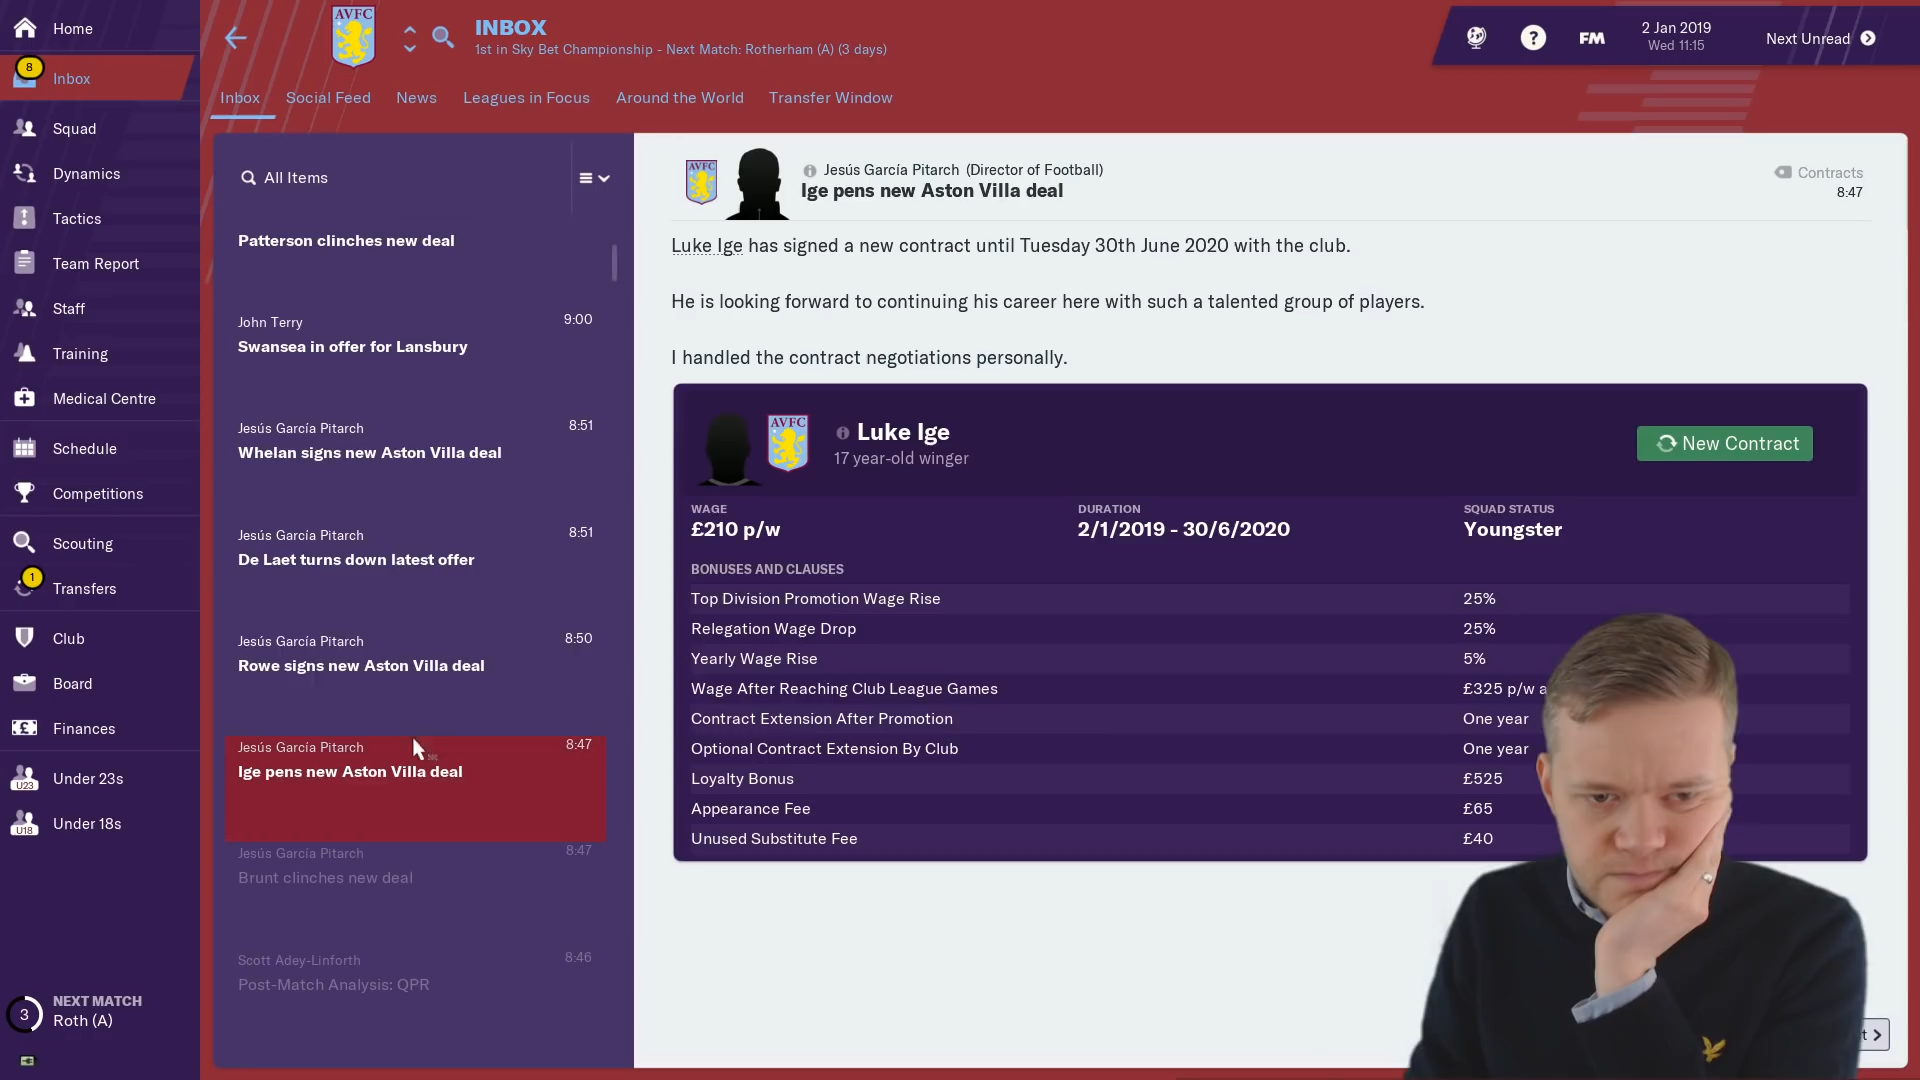 Home
8
Inbox
Squad
Dynamics
Tactics
Team Report
Staff
Training
Medical Centre
Schedule
Competitions
Scouting
1
Transfers
Club
Board
Finances
U23
Under 23s
U18
Under 18s
3
NEXT MATCH
Roth (A)
AVFC
INBOX
1st in Sky Bet Championship - Next Match: Rotherham (A) (3 days)
?
FM
2 Jan 2019
Wed 11:15
Next Unread
Inbox
Social Feed
News
Leagues in Focus
Around the World
Transfer Window
All Items
Patterson clinches new deal
John Terry
9:00
Swansea in offer for Lansbury
Jesús García Pitarch
8:51
Whelan signs new Aston Villa deal
Jesús García Pitarch
8:51
De Laet turns down latest offer
Jesús García Pitarch
8:50
Rowe signs new Aston Villa deal
Jesús García Pitarch
8:47
Ige pens new Aston Villa deal
Jesús García Pitarch
8:47
Brunt clinches new deal
Scott Adey-Linforth
8:46
Post-Match Analysis: QPR
AVFC
Jesús García Pitarch (Director of Football)
Ige pens new Aston Villa deal
Contracts
8:47
Luke Ige has signed a new contract until Tuesday 30th June 2020 with the club.
He is looking forward to continuing his career here with such a talented group of players.
I handled the contract negotiations personally.
AVFC
Luke Ige
17 year-old winger
New Contract
WAGE
£210 p/w
DURATION
2/1/2019 - 30/6/2020
SQUAD STATUS
Youngster
BONUSES AND CLAUSES
Top Division Promotion Wage Rise 25%
Relegation Wage Drop 25%
Yearly Wage Rise 5%
Wage After Reaching Club League Games £325 p/w a
Contract Extension After Promotion One year
Optional Contract Extension By Club One year
Loyalty Bonus £525
Appearance Fee £65
Unused Substitute Fee £40
t